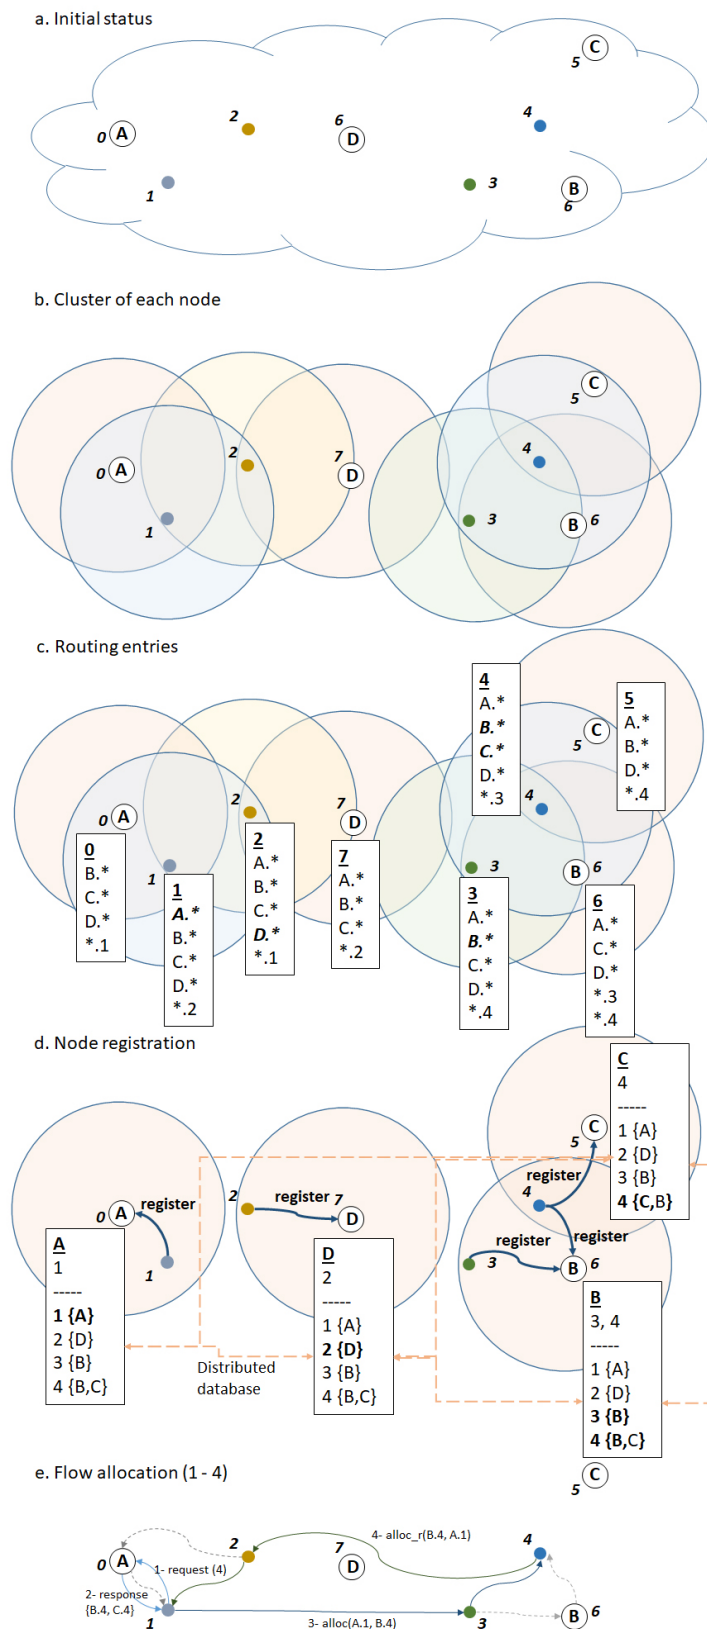 a. Initial status
C
5
4
2
6
0 A
D
3
B
1
6
b. Cluster of each node
C
5
4
2
7
0 A
D
3
B 6
1
c. Routing entries
4
A.*
B.*
C.*
D.*
*.3
5
A.*
B.*
D.*
*.4
C
5
4
2
7
0 A
D
1
3
B 6
0
B.*
C.*
D.*
*.1
1
A.*
B.*
C.*
D.*
*.2
2
A.*
B.*
C.*
D.*
*.1
7
A.*
B.*
C.*
*.2
3
A.*
B.*
C.*
D.*
*.4
6
A.*
C.*
D.*
*.3
*.4
d. Node registration
C
4
-----
1 {A}
2 {D}
3 {B}
4 {C,B}
C
5
register
4
2
register
7
D
register
0 A
register
register
3
B 6
1
A
1
-----
1 {A}
2 {D}
3 {B}
4 {B,C}
D
2
-----
1 {A}
2 {D}
3 {B}
4 {B,C}
B
3, 4
-----
1 {A}
2 {D}
3 {B}
4 {B,C}
Distributed
database
e. Flow allocation (1 - 4)
C
5
4- alloc_r(B.4, A.1)
4
2
7
0 A
D
1- request (4)
2- response
{B.4, C.4}
1
3- alloc(A.1, B.4)
3
B 6